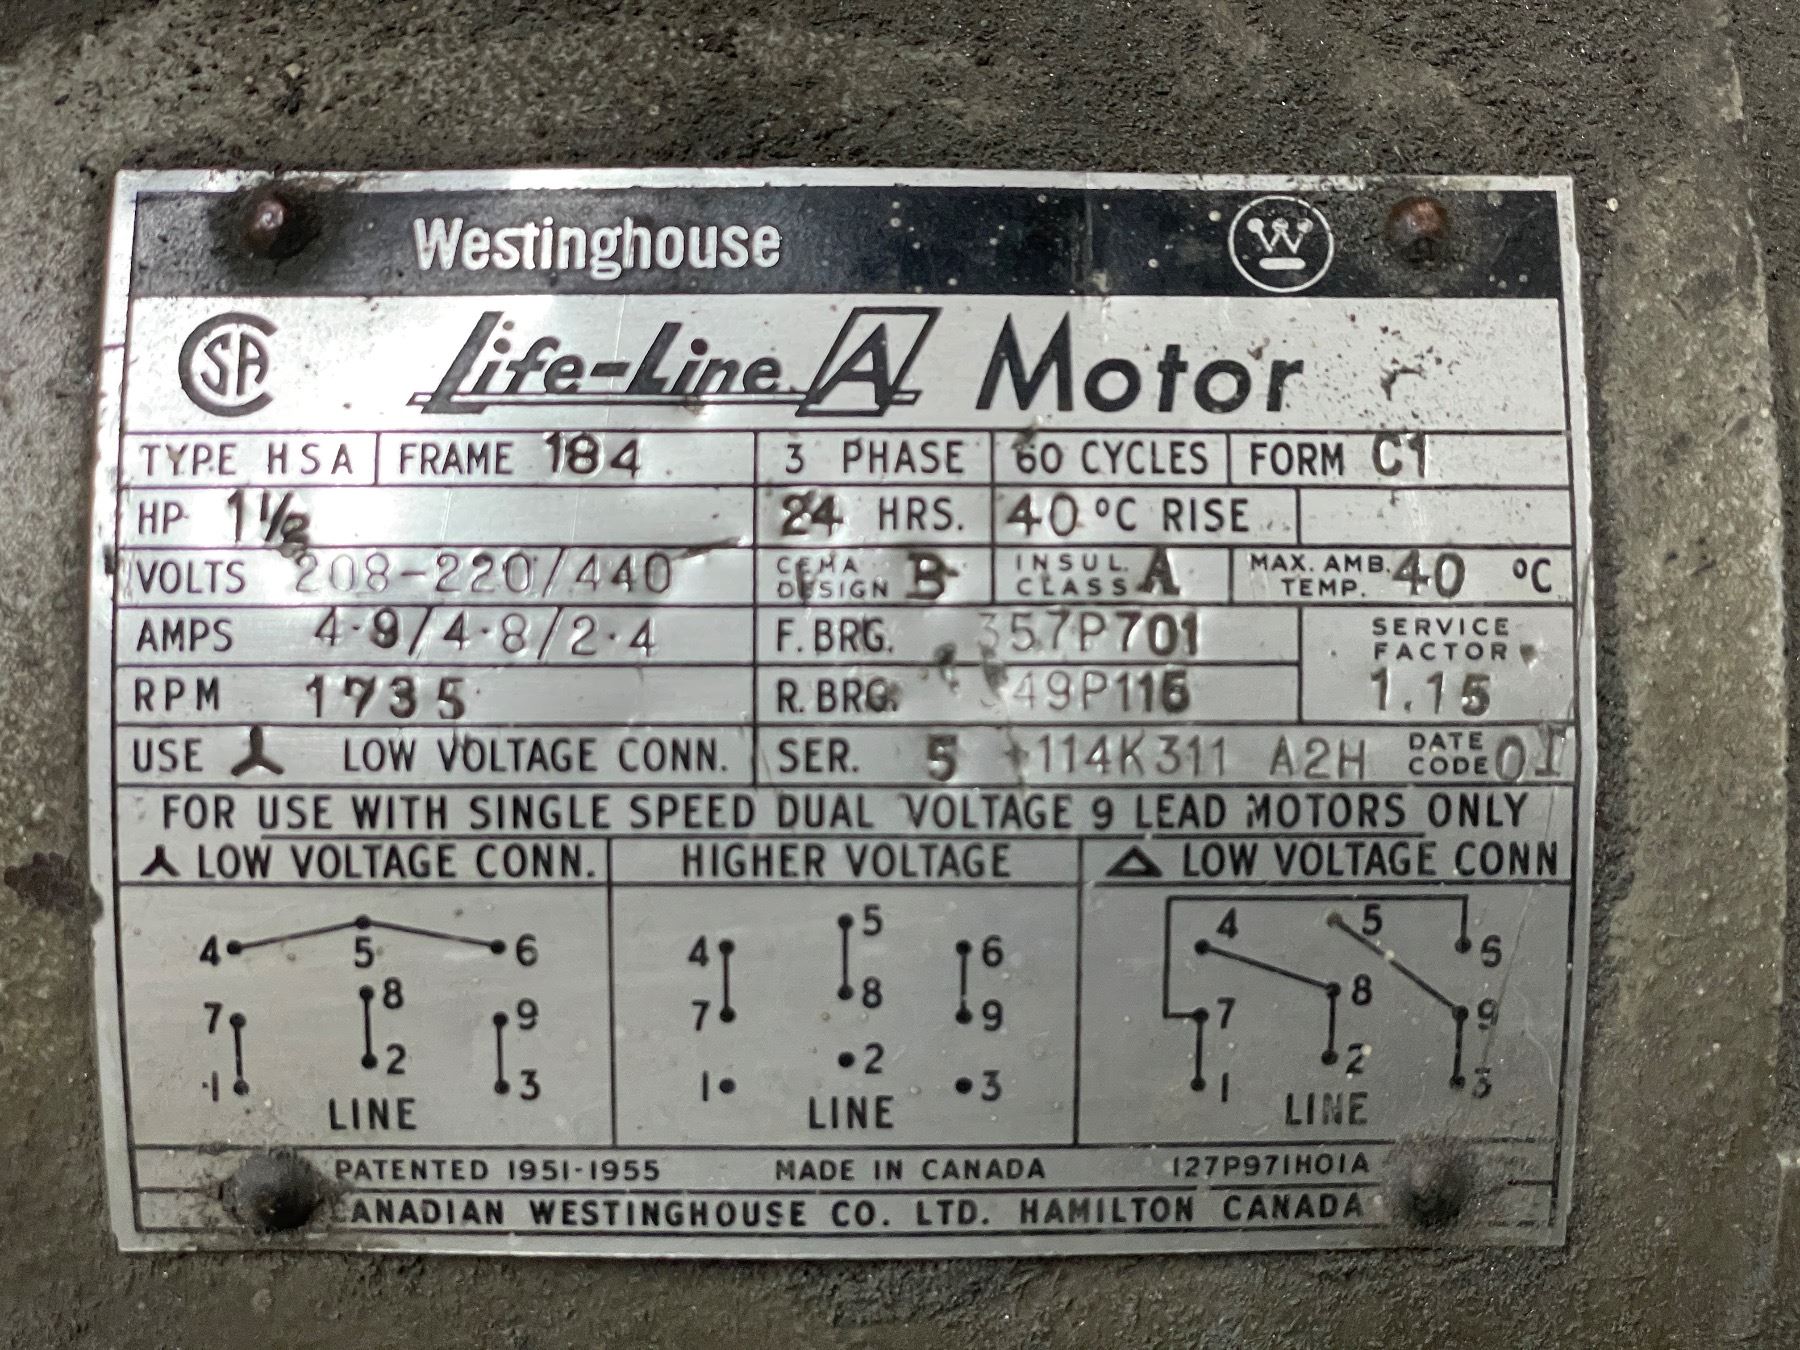 Westinghouse W
CSA Life-Line A Motor
TYPE HSA FRAME 184 3 PHASE 60 CYCLES FORM C1
HP 1½ 24 HRS. 40 °C RISE
VOLTS 208-220/440 CEMA DESIGN B INSUL. CLASS A MAX. AMB. TEMP. 40 °C
AMPS 4.9/4.8/2.4 F. BRG. 357P701 SERVICE FACTOR
RPM 1735 R. BRG. 49P116 1.15
USE ⅄ LOW VOLTAGE CONN. SER. 5 114K311 A2H DATE CODE
FOR USE WITH SINGLE SPEED DUAL VOLTAGE 9 LEAD MOTORS ONLY
⅄ LOW VOLTAGE CONN. HIGHER VOLTAGE Δ LOW VOLTAGE CONN
4 5 6 4 5 6 4 5 6
7 8 9 7 8 9 7 8 9
1 2 3 1 2 3 1 2 3
LINE LINE LINE
PATENTED 1951-1955 MADE IN CANADA 127P971H01A
CANADIAN WESTINGHOUSE CO. LTD. HAMILTON CANADA